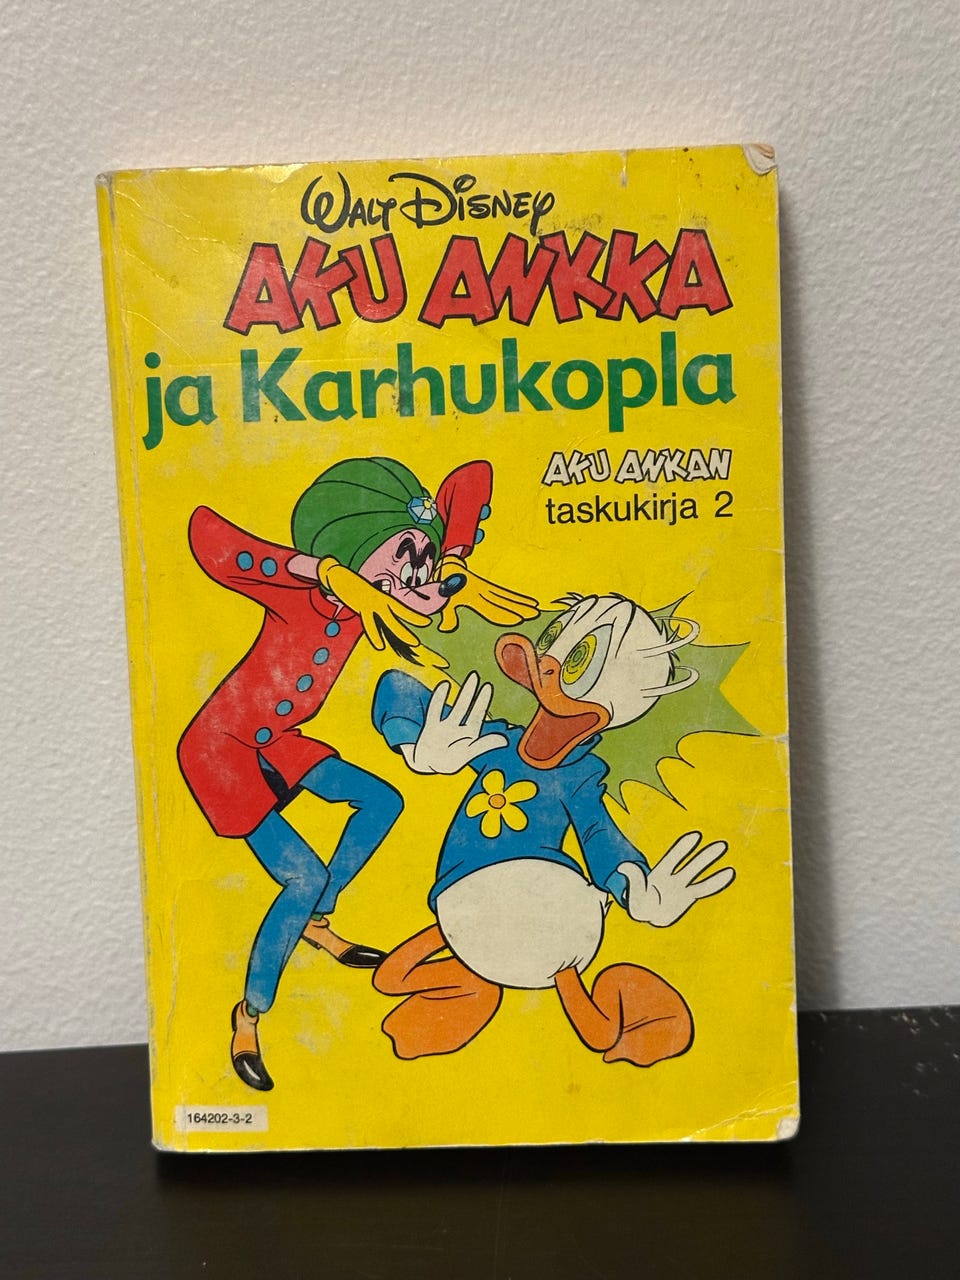 WALT DISNEY
AKU ANKKA
ja Karhukopla
AKU ANKAN
taskukirja 2
164202-3-2